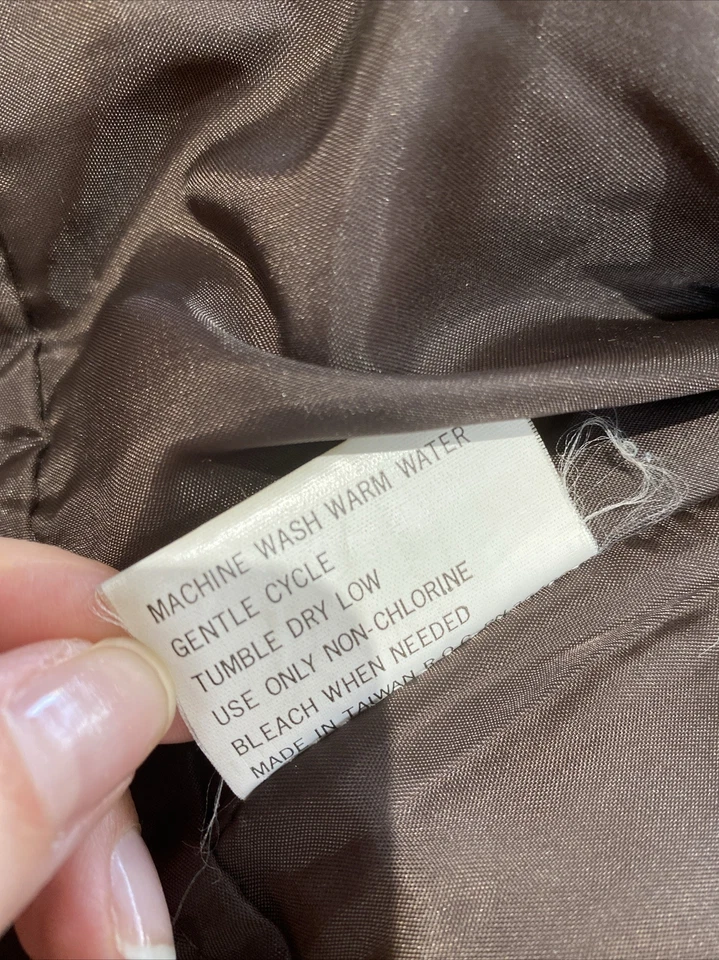 MACHINE WASH WARM WATER
GENTLE CYCLE
TUMBLE DRY LOW
USE ONLY NON-CHLORINE
BLEACH WHEN NEEDED
MADE IN TAIWAN R.O.C.